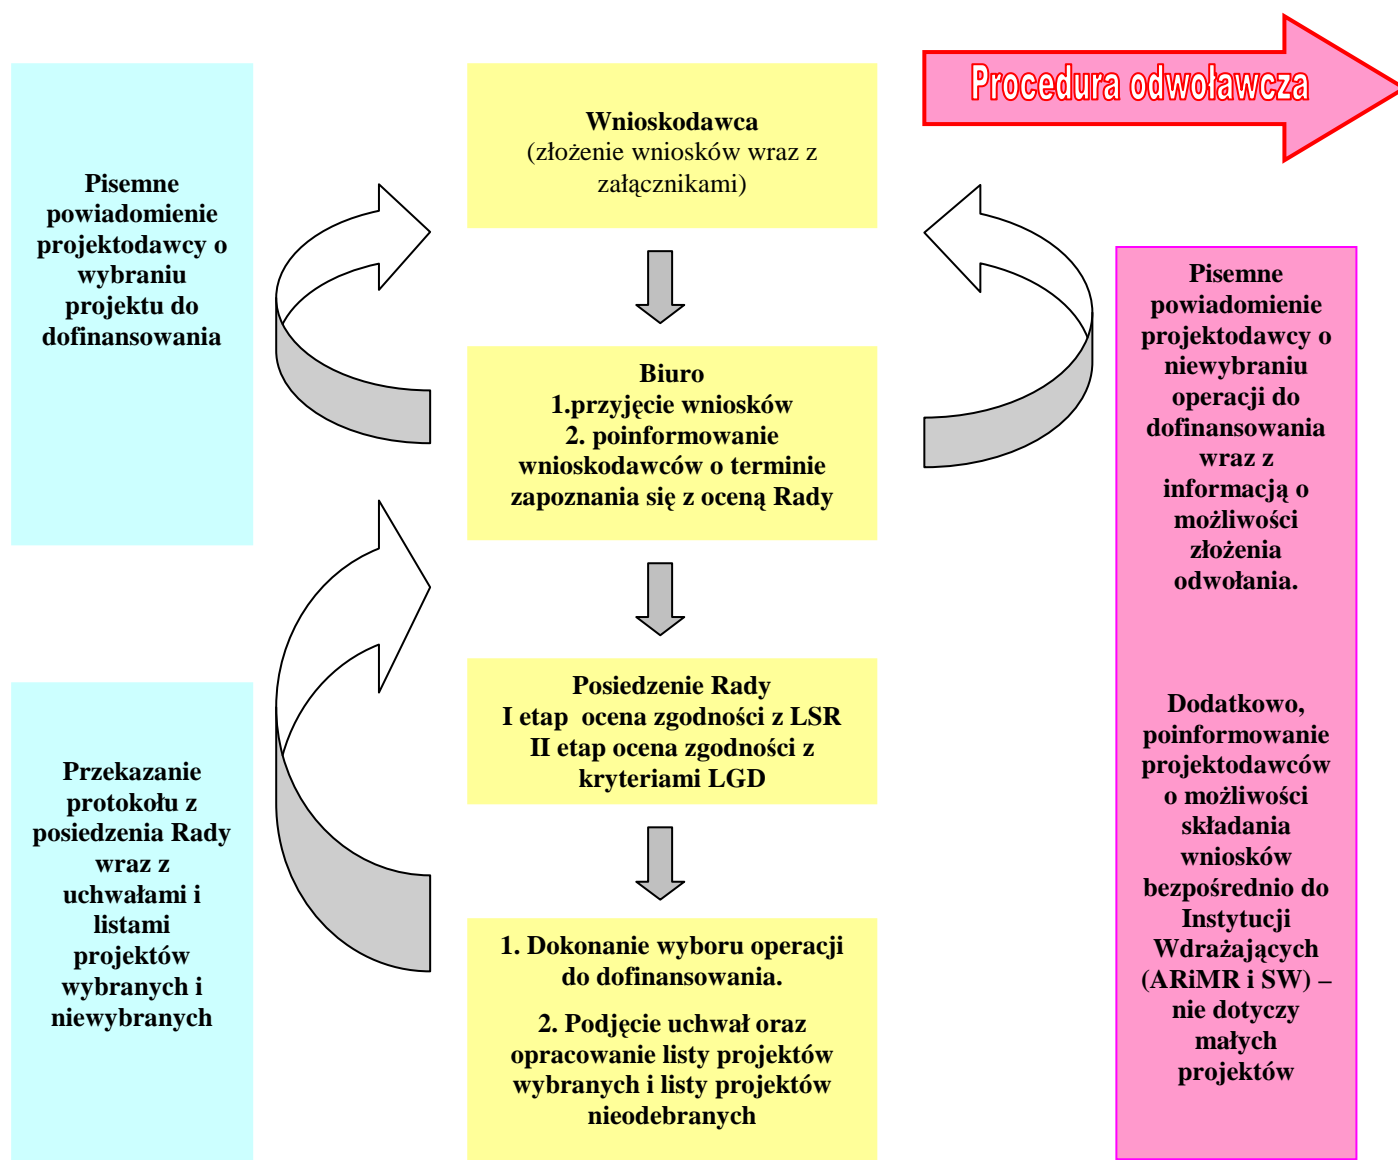 Procedura odwoławcza
Wnioskodawca
(złożenie wniosków wraz z
załącznikami)
Pisemne
powiadomienie
projektodawcy o
wybraniu
projektu do
dofinansowania
Biuro
1.przyjęcie wniosków
2. poinformowanie
wnioskodawców o terminie
zapoznania się z oceną Rady
Pisemne
powiadomienie
projektodawcy o
niewybraniu
operacji do
dofinansowania
wraz z
informacją o
możliwości
złożenia
odwołania.
Dodatkowo,
poinformowanie
projektodawców
o możliwości
składania
wniosków
bezpośrednio do
Instytucji
Wdrażających
(ARiMR i SW) –
nie dotyczy
małych
projektów
Posiedzenie Rady
I etap ocena zgodności z LSR
II etap ocena zgodności z
kryteriami LGD
Przekazanie
protokołu z
posiedzenia Rady
wraz z
uchwałami i
listami
projektów
wybranych i
niewybranych
1. Dokonanie wyboru operacji
do dofinansowania.
2. Podjęcie uchwał oraz
opracowanie listy projektów
wybranych i listy projektów
nieodebranych